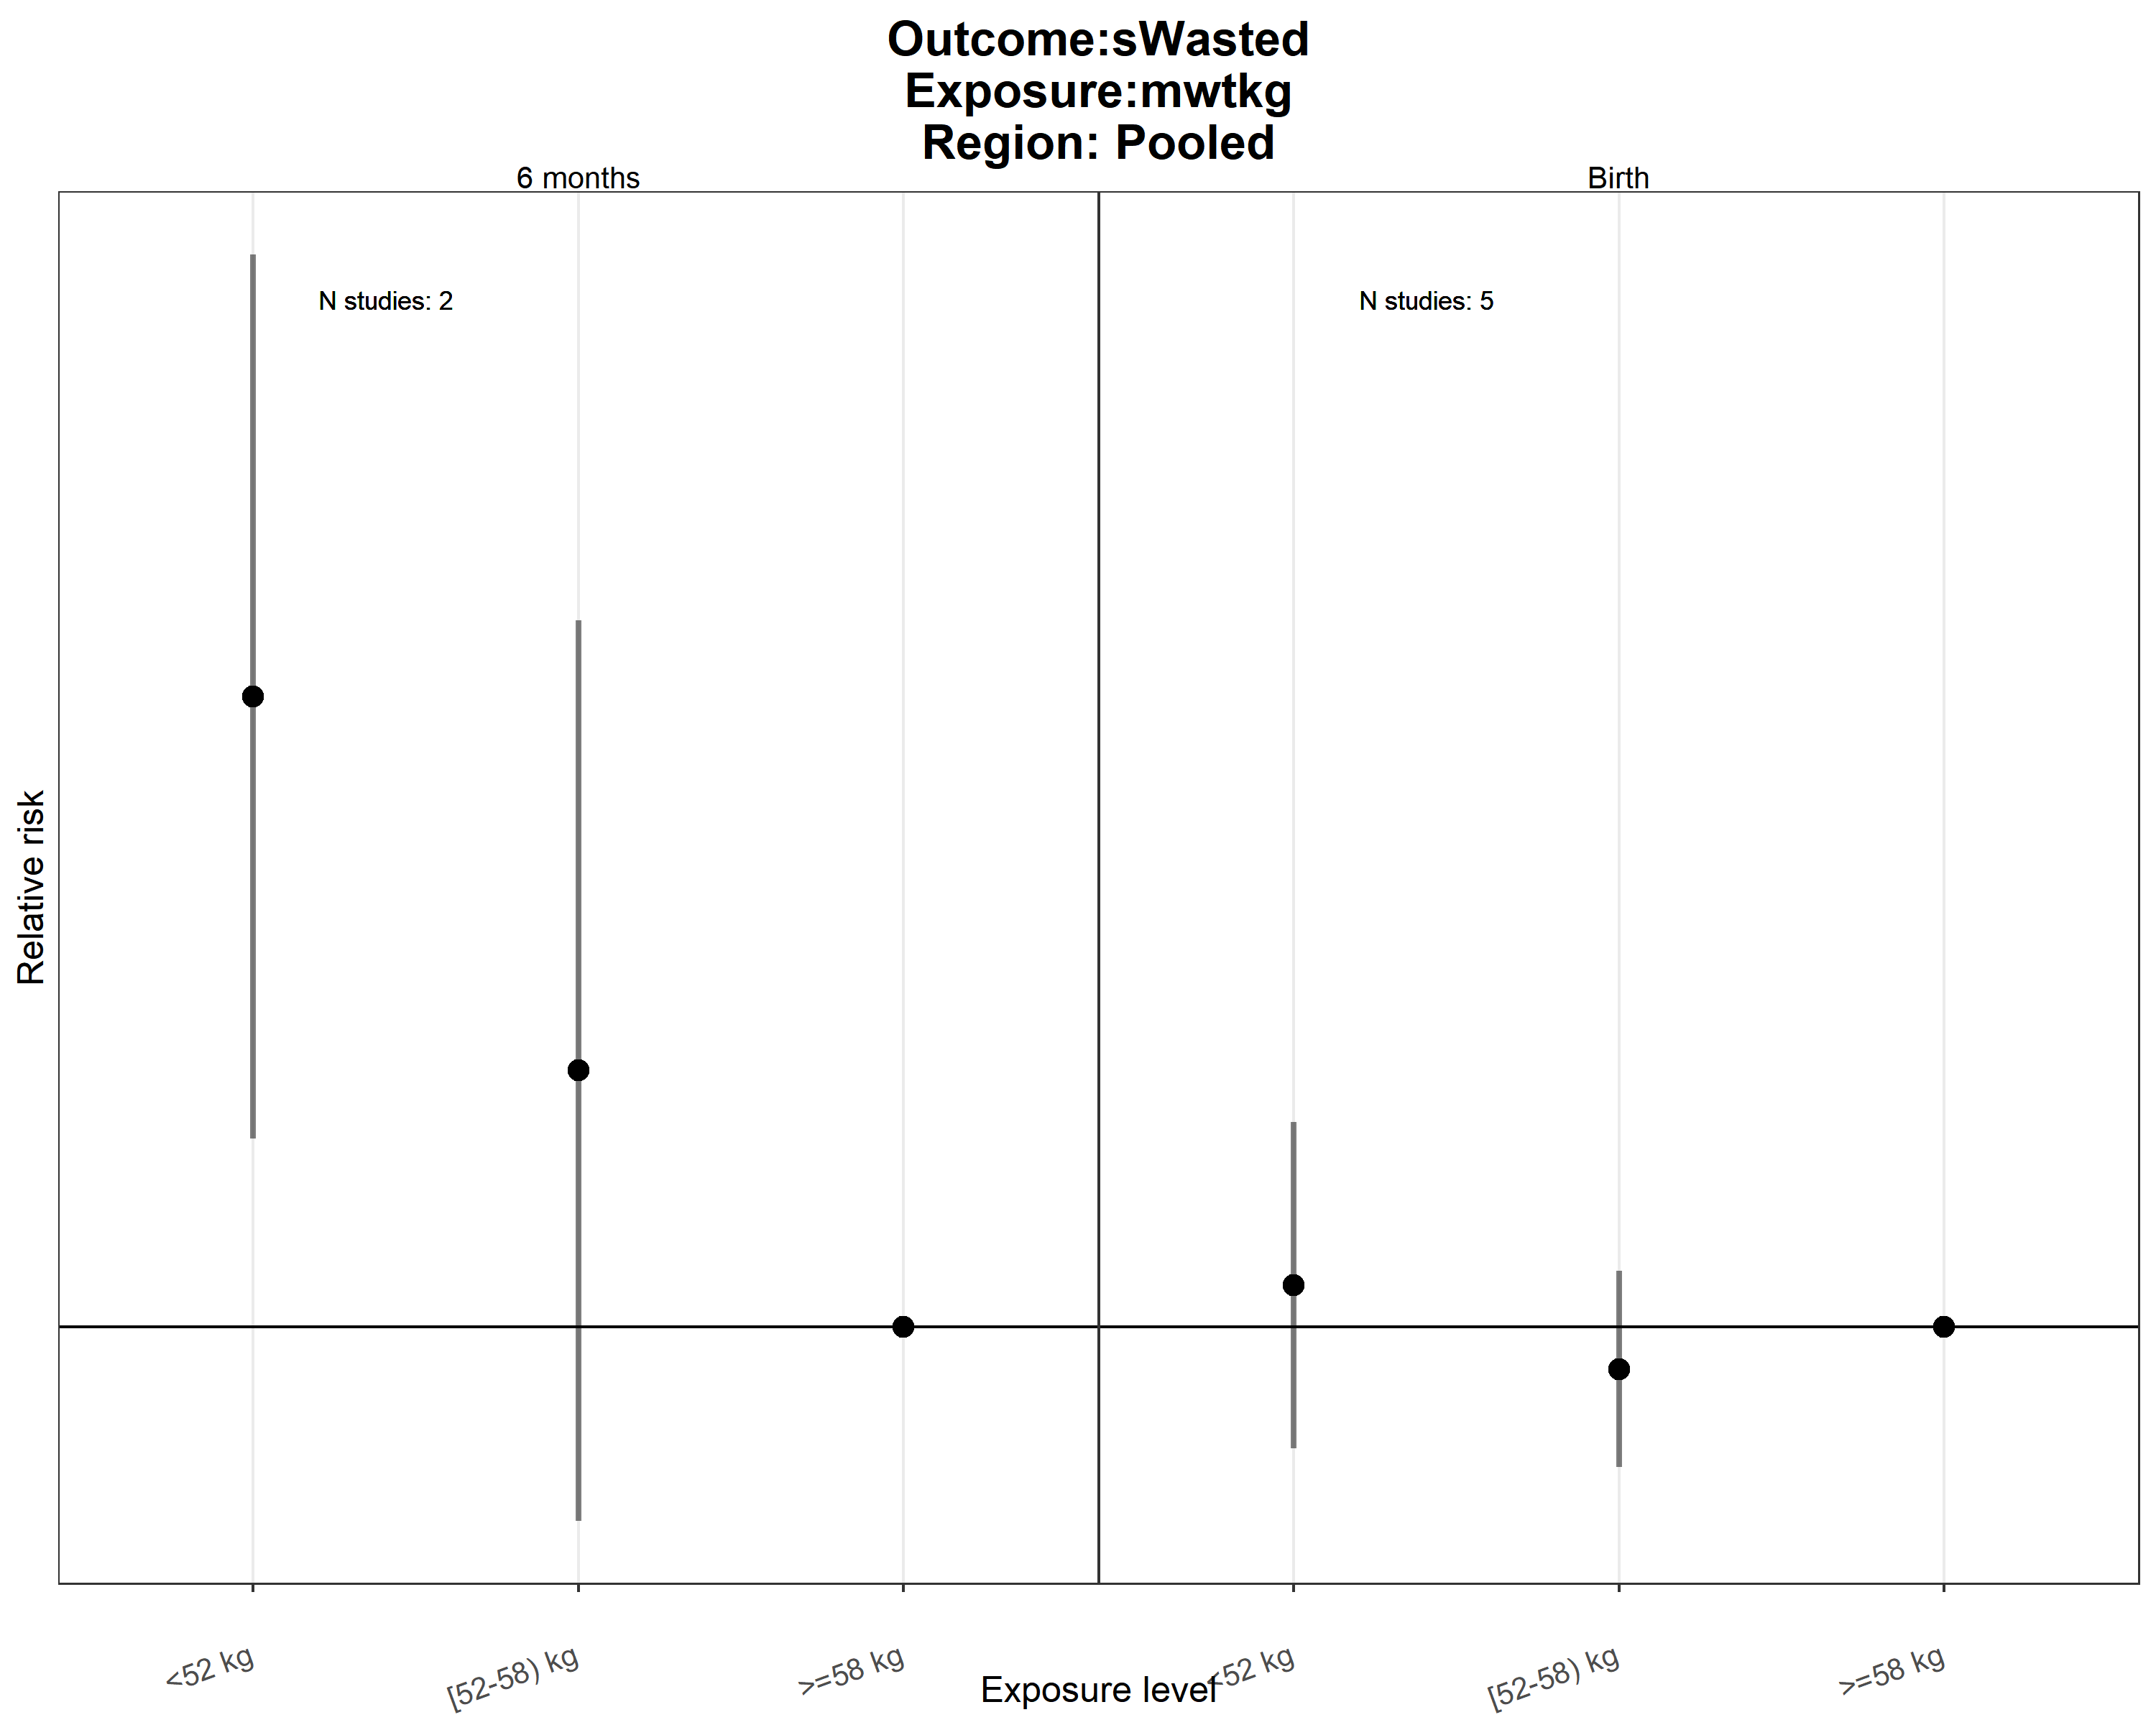 Outcome:sWasted
Exposure:mwtkg
Region: Pooled
6 months
Birth
N studies: 2
N studies: 5
Relative risk
<52 kg
[52-58) kg
>=58 kg
<52 kg
[52-58) kg
>=58 kg
Exposure level